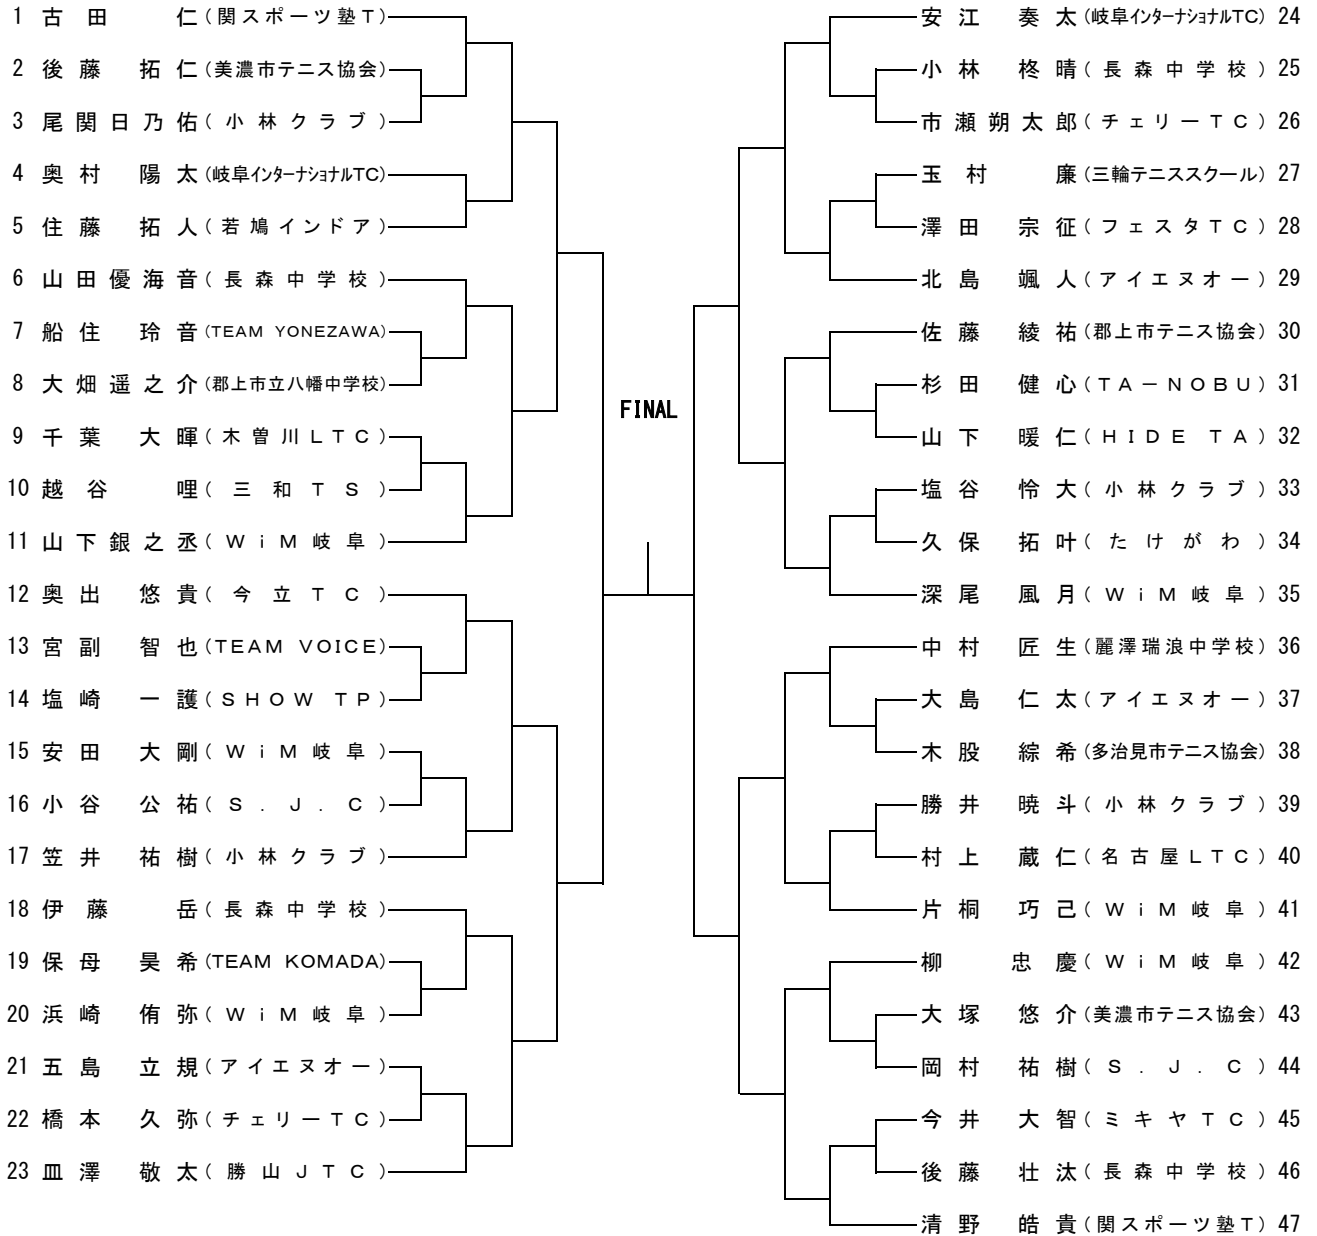 1 古田 仁 (関スポーツ塾T)
2 後藤 拓仁 (美濃市テニス協会)
3 尾関日乃佑 (小林クラブ)
4 奥村 陽太 (岐阜インターナショナルTC)
5 住藤 拓人 (若鳩インドア)
6 山田優海音 (長森中学校)
7 船住 玲音 (TEAM YONEZAWA)
8 大畑遥之介 (郡上市立八幡中学校)
9 千葉 大暉 (木曽川LTC)
10 越谷 哩 (三和TS)
11 山下銀之丞 (WiM岐阜)
12 奥出 悠貴 (今立TC)
13 宮副 智也 (TEAM VOICE)
14 塩崎 一護 (SHOW TP)
15 安田 大剛 (WiM岐阜)
16 小谷 公祐 (S.J.C)
17 笠井 祐樹 (小林クラブ)
18 伊藤 岳 (長森中学校)
19 保母 昊希 (TEAM KOMADA)
20 浜崎 侑弥 (WiM岐阜)
21 五島 立規 (アイエヌオー)
22 橋本 久弥 (チェリーTC)
23 皿澤 敬太 (勝山JTC)
FINAL
安江 奏太 (岐阜インターナショナルTC) 24
小林 柊晴 (長森中学校) 25
市瀬朔太郎 (チェリーTC) 26
玉村 廉 (三輪テニススクール) 27
澤田 宗征 (フェスタTC) 28
北島 颯人 (アイエヌオー) 29
佐藤 綾祐 (郡上市テニス協会) 30
杉田 健心 (TA－NOBU) 31
山下 暖仁 (HIDE TA) 32
塩谷 怜大 (小林クラブ) 33
久保 拓叶 (たけがわ) 34
深尾 風月 (WiM岐阜) 35
中村 匠生 (麗澤瑞浪中学校) 36
大島 仁太 (アイエヌオー) 37
木股 綜希 (多治見市テニス協会) 38
勝井 暁斗 (小林クラブ) 39
村上 蔵仁 (名古屋LTC) 40
片桐 巧己 (WiM岐阜) 41
柳 忠慶 (WiM岐阜) 42
大塚 悠介 (美濃市テニス協会) 43
岡村 祐樹 (S.J.C) 44
今井 大智 (ミキヤTC) 45
後藤 壮汰 (長森中学校) 46
清野 皓貴 (関スポーツ塾T) 47